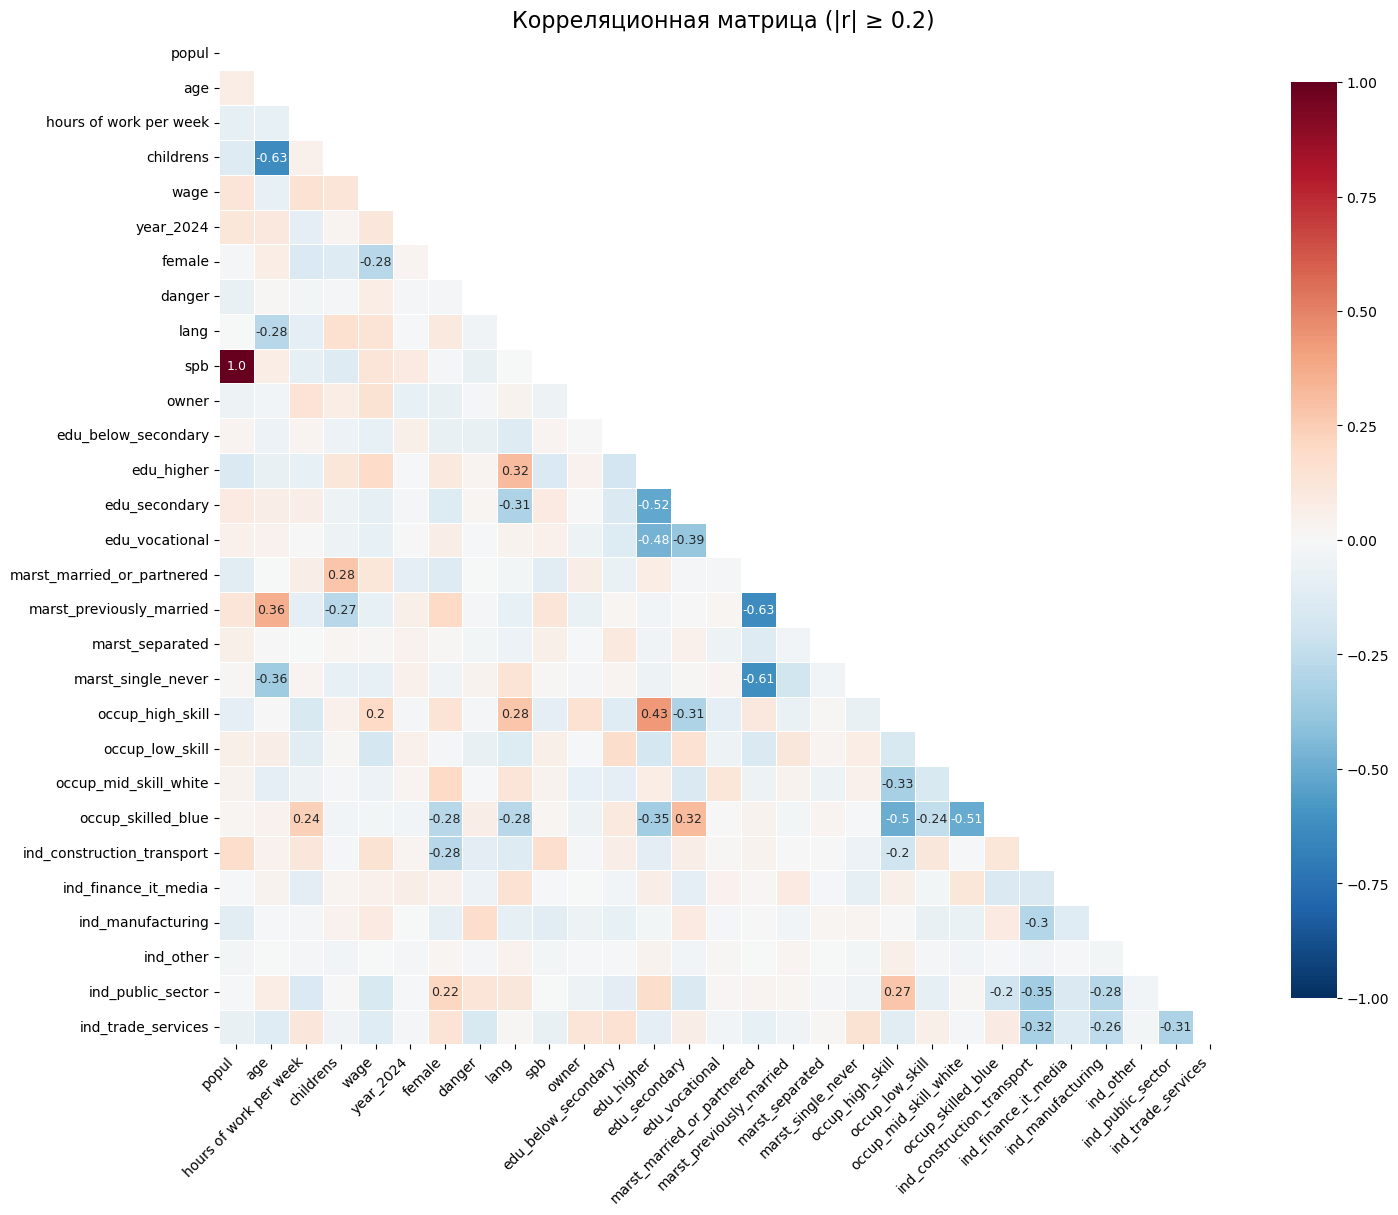 Корреляционная матрица (|r| ≥ 0.2)
popul
age
hours of work per week
childrens -0.63
wage
year_2024
female -0.28
danger
lang -0.28
spb 1.0
owner
edu_below_secondary
edu_higher 0.32
edu_secondary -0.31 -0.52
edu_vocational -0.48 -0.39
marst_married_or_partnered 0.28
marst_previously_married 0.36 -0.27 -0.63
marst_separated
marst_single_never -0.36 -0.61
occup_high_skill 0.2 0.28 0.43 -0.31
occup_low_skill
occup_mid_skill_white -0.33
occup_skilled_blue 0.24 -0.28 -0.28 -0.35 0.32 -0.5 -0.24 -0.51
ind_construction_transport -0.28 -0.2
ind_finance_it_media
ind_manufacturing -0.3
ind_other
ind_public_sector 0.22 0.27 -0.2 -0.35 -0.28
ind_trade_services -0.32 -0.26 -0.31
popul
age
hours of work per week
childrens
wage
year_2024
female
danger
lang
spb
owner
edu_below_secondary
edu_higher
edu_secondary
edu_vocational
marst_married_or_partnered
marst_previously_married
marst_separated
marst_single_never
occup_high_skill
occup_low_skill
occup_mid_skill_white
occup_skilled_blue
ind_construction_transport
ind_finance_it_media
ind_manufacturing
ind_other
ind_public_sector
ind_trade_services
1.00
0.75
0.50
0.25
0.00
−0.25
−0.50
−0.75
−1.00